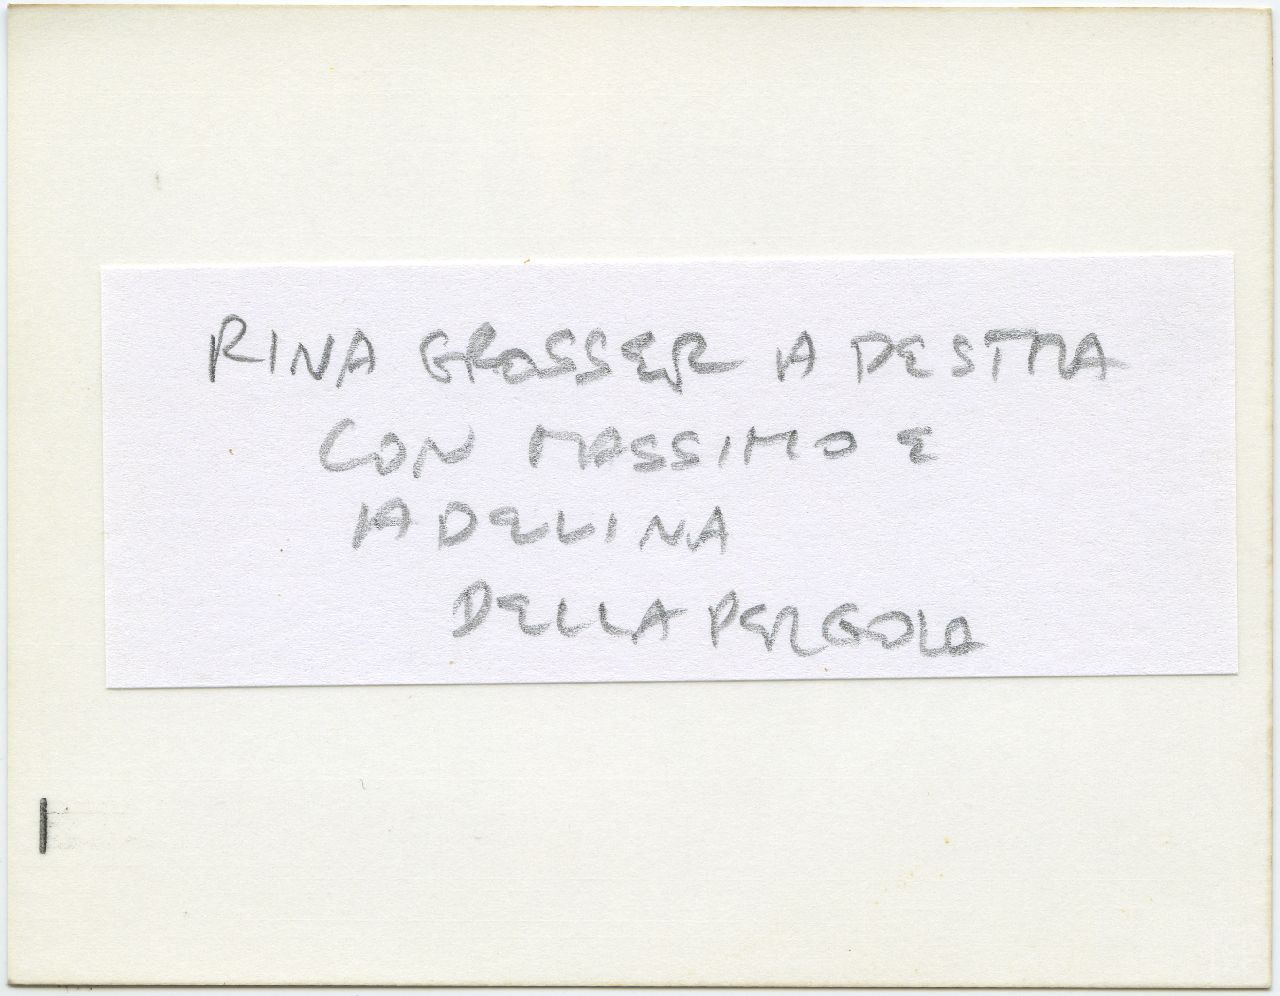 RINA GROSSER A DESTRA
CON MASSIMO E
ADELINA
DELLA PERGOLA